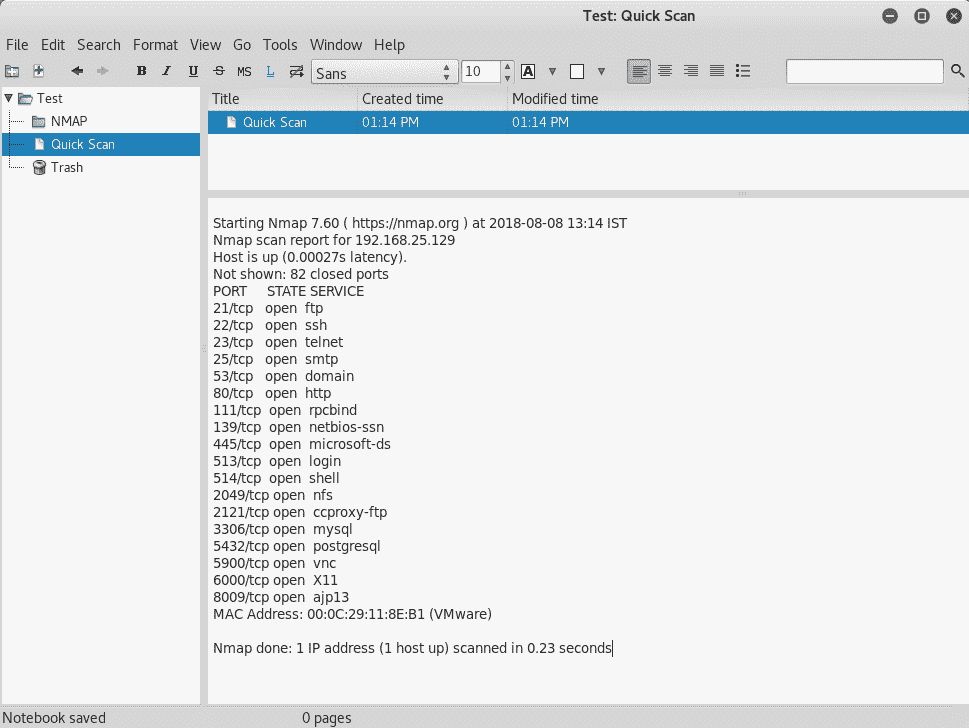 Test: Quick Scan
File Edit Search Format View Go Tools Window Help
B I U S MS L Sans 10 A
Test
NMAP
Quick Scan
Trash
Title Created time Modified time
Quick Scan 01:14 PM 01:14 PM
Starting Nmap 7.60 ( https://nmap.org ) at 2018-08-08 13:14 IST
Nmap scan report for 192.168.25.129
Host is up (0.00027s latency).
Not shown: 82 closed ports
PORT STATE SERVICE
21/tcp open ftp
22/tcp open ssh
23/tcp open telnet
25/tcp open smtp
53/tcp open domain
80/tcp open http
111/tcp open rpcbind
139/tcp open netbios-ssn
445/tcp open microsoft-ds
513/tcp open login
514/tcp open shell
2049/tcp open nfs
2121/tcp open ccproxy-ftp
3306/tcp open mysql
5432/tcp open postgresql
5900/tcp open vnc
6000/tcp open X11
8009/tcp open ajp13
MAC Address: 00:0C:29:11:8E:B1 (VMware)
Nmap done: 1 IP address (1 host up) scanned in 0.23 seconds
Notebook saved 0 pages